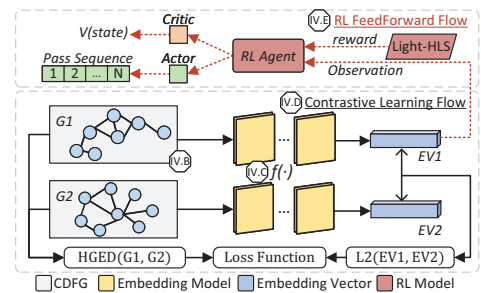 Critic
IV.E RL FeedForward Flow
V(state)
reward
Light-HLS
Pass Sequence
Actor
RL Agent
1 2 ... N
Observation
IV.D Contrastive Learning Flow
G1
...
IV.B
EV1
IV.C f(·)
G2
...
EV2
HGED(G1, G2)
Loss Function
L2(EV1, EV2)
CDFG
Embedding Model
Embedding Vector
RL Model